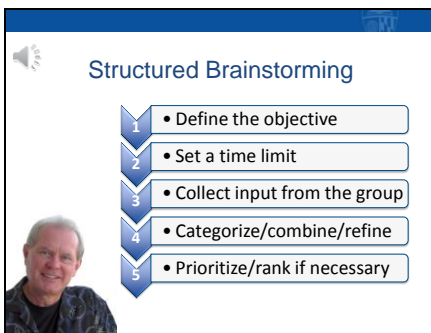 Structured Brainstorming
1 • Define the objective
2 • Set a time limit
3 • Collect input from the group
4 • Categorize/combine/refine
5 • Prioritize/rank if necessary